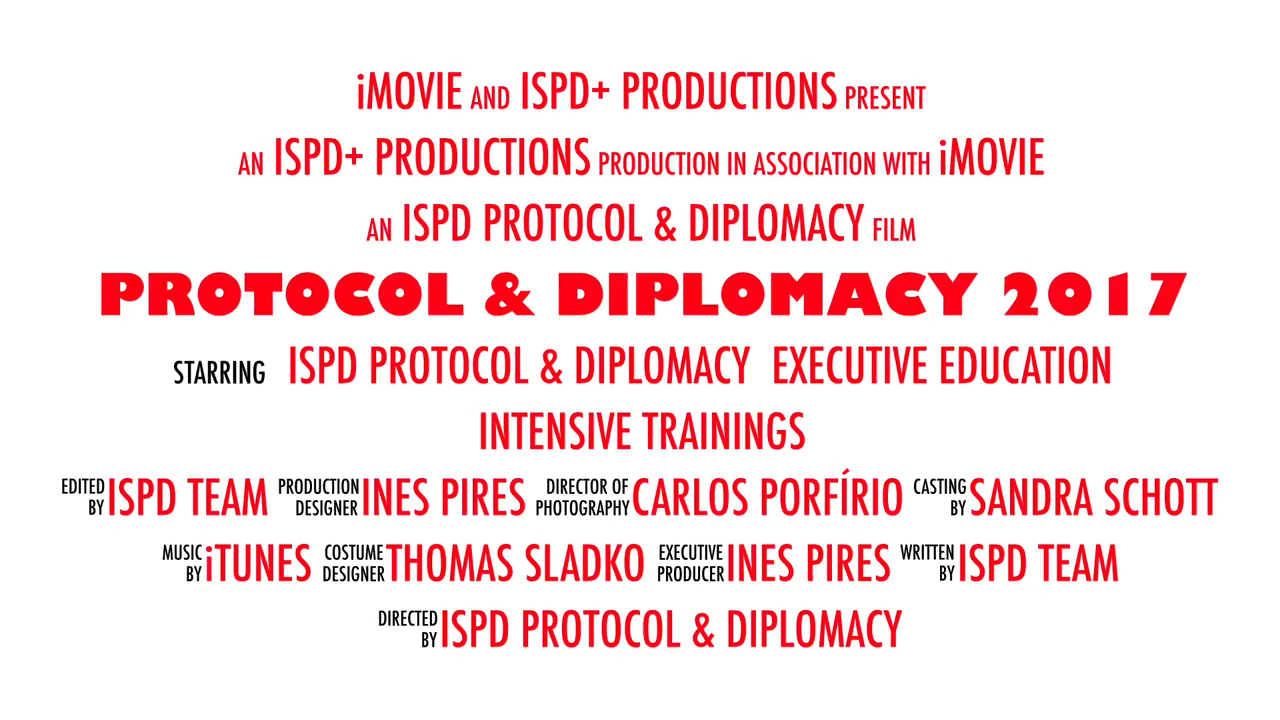 iMOVIE AND ISPD+ PRODUCTIONS PRESENT
AN ISPD+ PRODUCTIONS PRODUCTION IN ASSOCIATION WITH iMOVIE
AN ISPD PROTOCOL & DIPLOMACY FILM
PROTOCOL & DIPLOMACY 2017
STARRING ISPD PROTOCOL & DIPLOMACY EXECUTIVE EDUCATION
INTENSIVE TRAININGS
EDITED BY ISPD TEAM PRODUCTION DESIGNER INES PIRES DIRECTOR OF PHOTOGRAPHY CARLOS PORFÍRIO CASTING BY SANDRA SCHOTT
MUSIC BY iTUNES COSTUME DESIGNER THOMAS SLADKO EXECUTIVE PRODUCER INES PIRES WRITTEN BY ISPD TEAM
DIRECTED BY ISPD PROTOCOL & DIPLOMACY